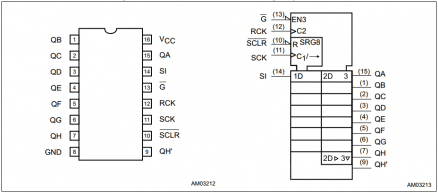 QB 1 16 VCC
QC 2 15 QA
QD 3 14 SI
QE 4 13 G
QF 5 12 RCK
QG 6 11 SCK
QH 7 10 SCLR
GND 8 9 QH'
AM03212
G (13) EN3
RCK (12) C2
SCLR (10) R SRG8
SCK (11) C1/→
SI (14) 1D 2D 3 (15) QA
(1) QB
(2) QC
(3) QD
(4) QE
(5) QF
(6) QG
(7) QH
2D ▷ 3 ▽
(9) QH'
AM03213